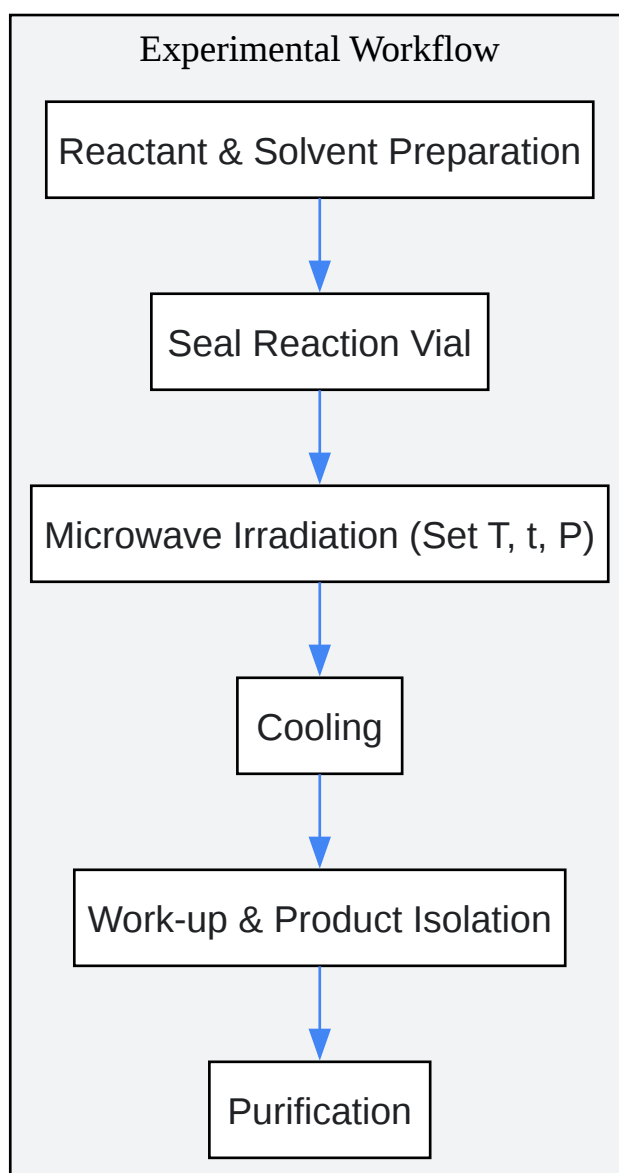 Experimental Workflow
Reactant & Solvent Preparation
Seal Reaction Vial
Microwave Irradiation (Set T, t, P)
Cooling
Work-up & Product Isolation
Purification